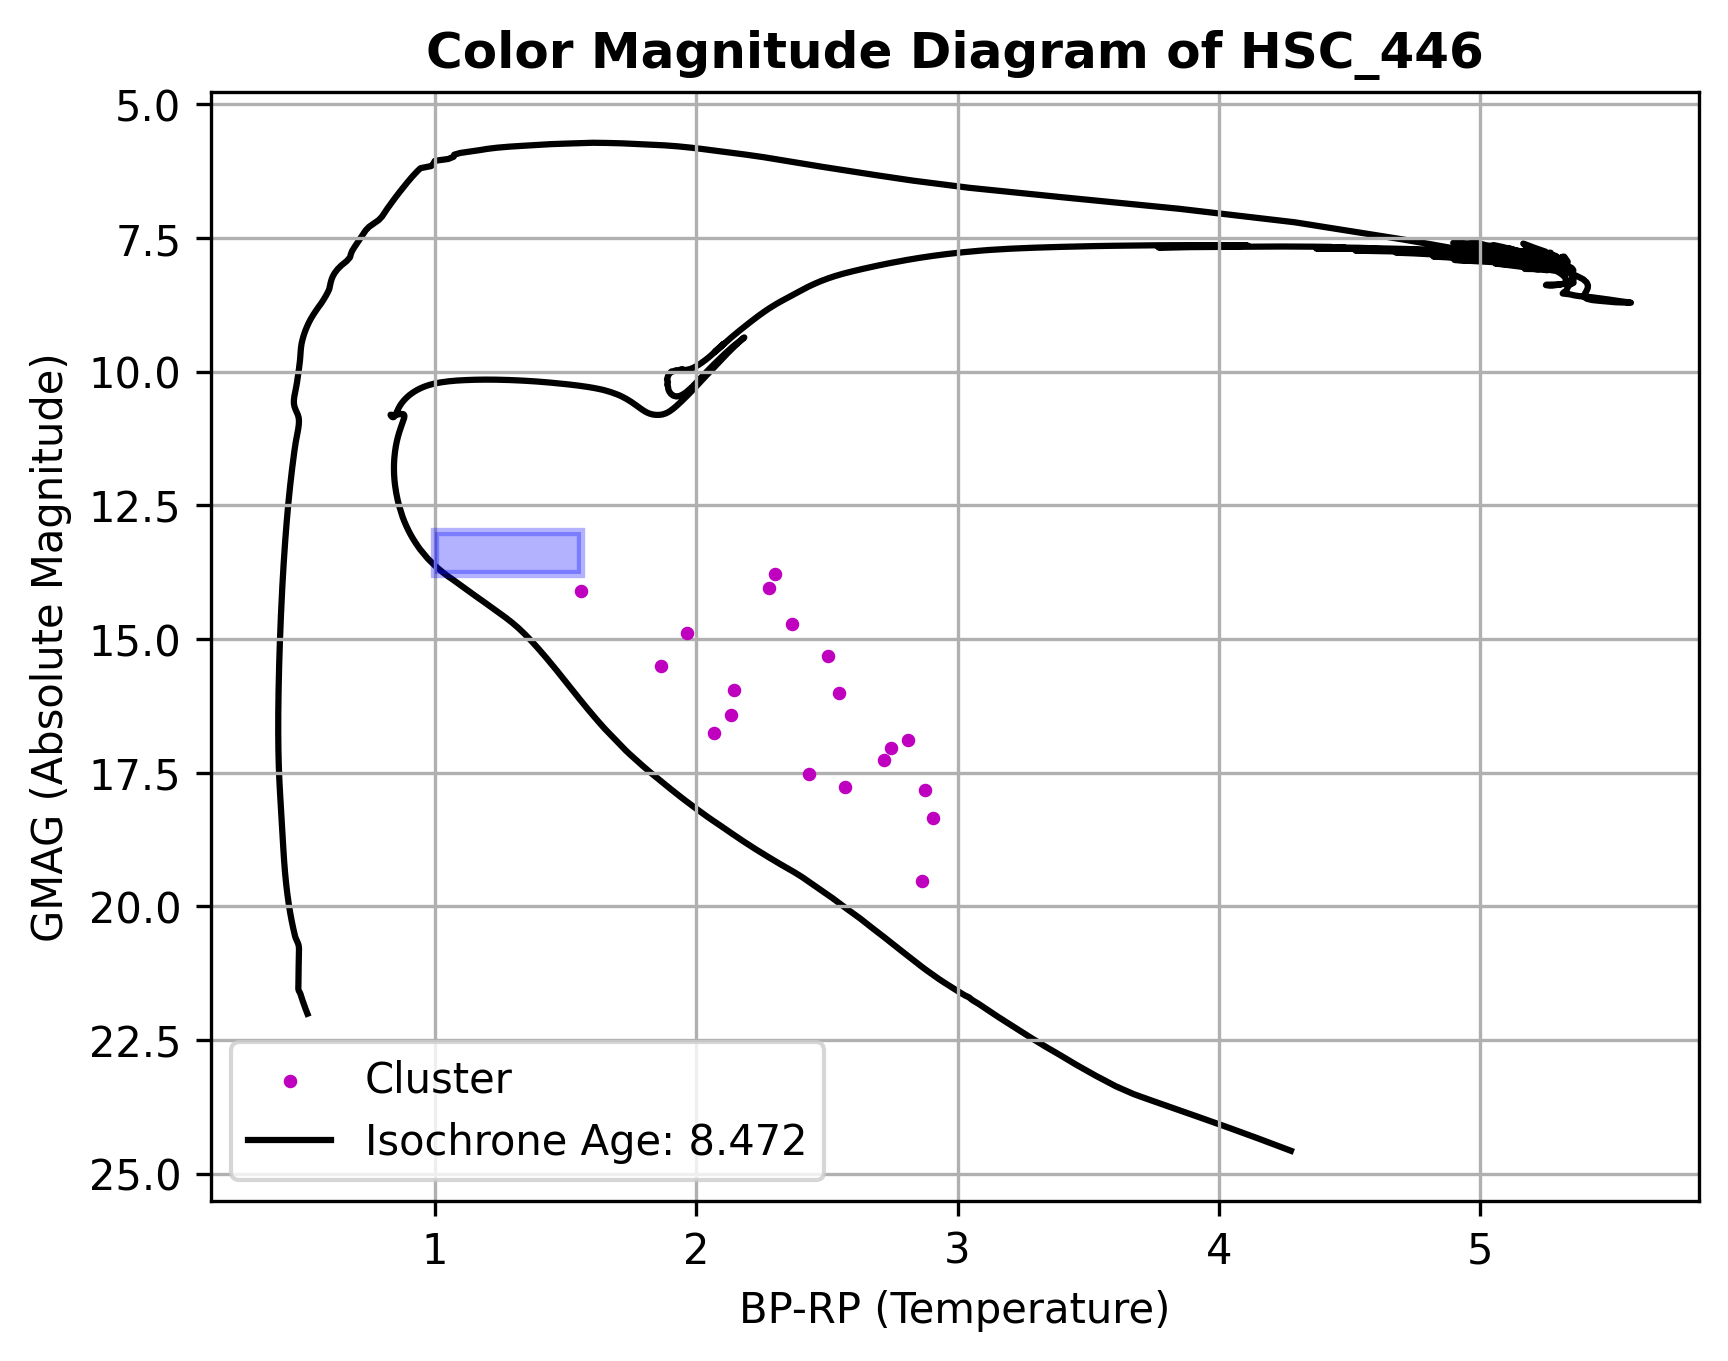 Color Magnitude Diagram of HSC_446
GMAG (Absolute Magnitude)
5.0
7.5
10.0
12.5
15.0
17.5
20.0
22.5
25.0
Cluster
Isochrone Age: 8.472
1 2 3 4 5
BP-RP (Temperature)